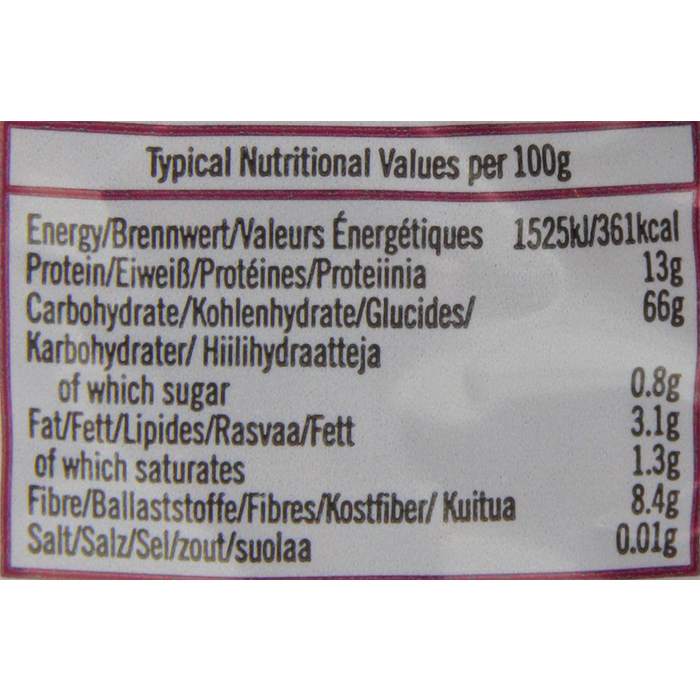 Typical Nutritional Values per 100g
Energy/Brennwert/Valeurs Énergétiques 1525kJ/361kcal
Protein/Eiweiß/Protéines/Proteiinia 13g
Carbohydrate/Kohlenhydrate/Glucides/ 66g
Karbohydrater/ Hiilihydraatteja
of which sugar 0.8g
Fat/Fett/Lipides/Rasvaa/Fett 3.1g
of which saturates 1.3g
Fibre/Ballaststoffe/Fibres/Kostfiber/ Kuitua 8.4g
Salt/Salz/Sel/zout/suolaa 0.01g